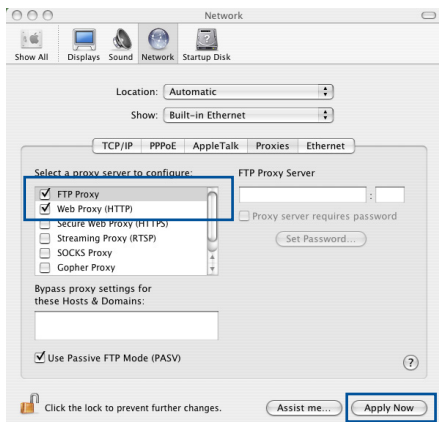 Network
Show All Displays Sound Network Startup Disk
Location: Automatic
Show: Built-in Ethernet
TCP/IP PPPoE AppleTalk Proxies Ethernet
Select a proxy server to configure: FTP Proxy Server
FTP Proxy
:
Web Proxy (HTTP)
Secure Web Proxy (HTTPS)
Proxy server requires password
Streaming Proxy (RTSP)
Set Password...
SOCKS Proxy
Gopher Proxy
Bypass proxy settings for
these Hosts & Domains:
Use Passive FTP Mode (PASV)
?
Click the lock to prevent further changes. Assist me... Apply Now